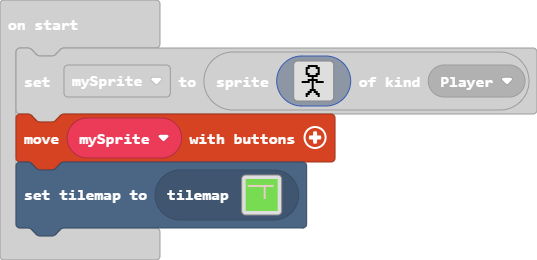 on start
set mySprite to sprite of kind Player
move mySprite with buttons
set tilemap to tilemap